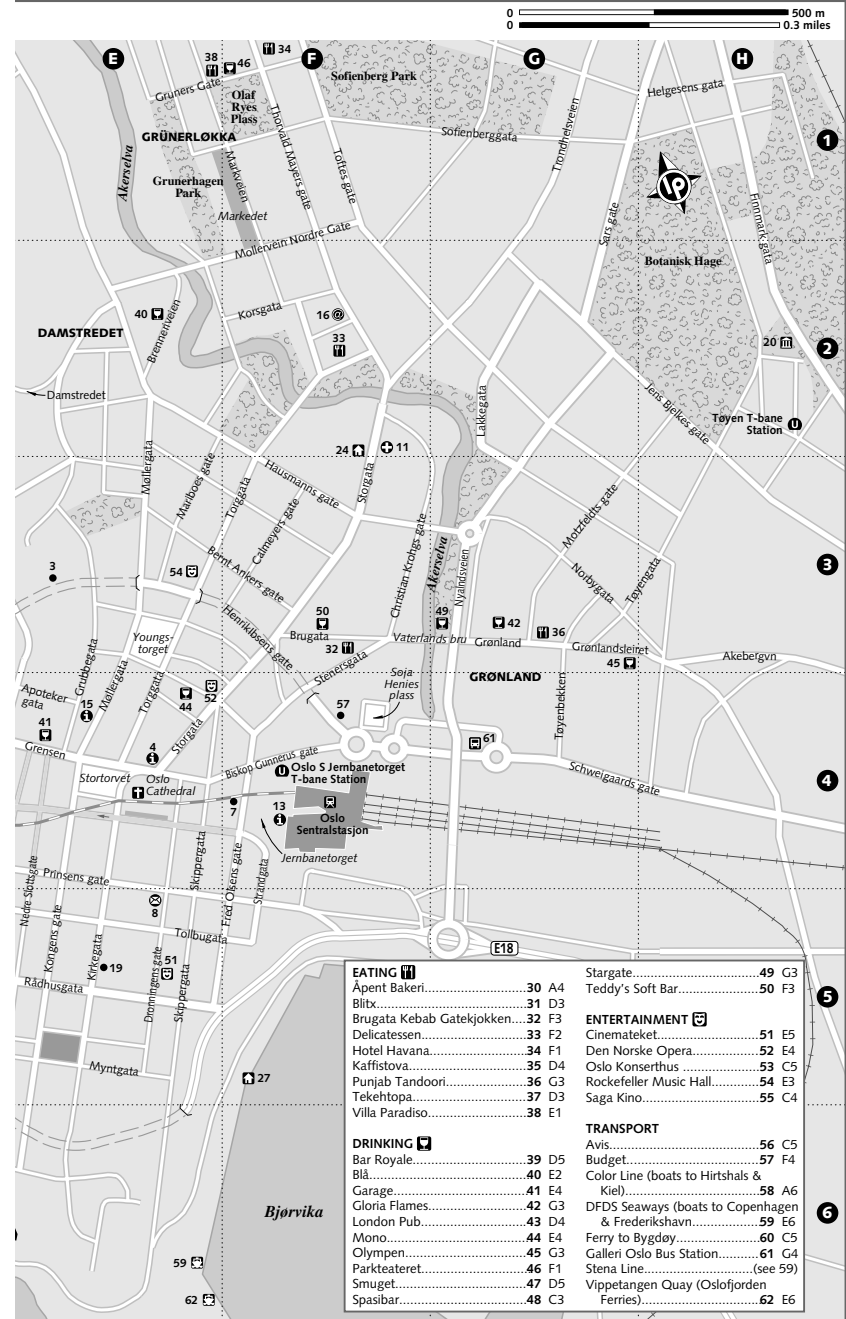 0 500 m
0 0.3 miles
E F G H
38
46
34
Gruners Gate
Olaf
Ryes
Plass
Sofienberg Park
Helgesens gata
GRÜNERLØKKA
Akerselva
Thorvald Mayers gate
Toftes gate
Sofienberggata
Trondheimsveien
1
Grunerhagen
Park
Markveien
Markedet
Mollervein Nordre Gate
Sars gate
Finnmark gata
Botanisk Hage
40
Korsgata
16 @
33
DAMSTREDET
Brennerveien
20
2
Damstredet
Lakkegata
Jens Bjelkes gate
Tøyen T-bane
Station
U
24
11
Møllergata
Mariboes gate
Torggata
Hausmanns gate
Storgata
Calmeyers gate
Christian Krohgs gate
Akerselva
Nylandsveien
Motzfeldts gate
Norbygata
Tøyengata
3
3
54
Bernt Ankers gate
Henrik Ibsens gate
50
Brugata
49
42
36
Vaterlands bru
Grønland
Grønlandsleiret
45
Akebergvn
Youngs-
torget
32
Stenersgata
Grubbegata
Møllergata
Torggata
GRØNLAND
Apoteker
gata
15
44
52
Storgata
57
Soja
Henies
plass
Tøyenbekken
41
Grensen
4
61
Biskop Gunnerus gate
Schweigaards gate
4
Stortorvet
Oslo
Cathedral
U
Oslo S Jernbanetorget
T-bane Station
7
13
Oslo
Sentralstasjon
Jernbanetorget
Nedre Slottsgate
Prinsens gate
Skippergata
Fred Olsens gate
Strandgata
8
Tollbugata
Kongens gate
Kirkegata
19
51
Dronningens gate
Skippergata
Rådhusgata
E18
5
Myntgata
27
Bjørvika
6
59
62
EATING
Åpent Bakeri 30 A4
Blitx 31 D3
Brugata Kebab Gatekjokken 32 F3
Delicatessen 33 F2
Hotel Havana 34 F1
Kaffistova 35 D4
Punjab Tandoori 36 G3
Tekehtopa 37 D3
Villa Paradiso 38 E1
DRINKING
Bar Royale 39 D5
Blå 40 E2
Garage 41 E4
Gloria Flames 42 G3
London Pub 43 D4
Mono 44 E4
Olympen 45 G3
Parkteateret 46 F1
Smuget 47 D5
Spasibar 48 C3
Stargate 49 G3
Teddy's Soft Bar 50 F3
ENTERTAINMENT
Cinemateket 51 E5
Den Norske Opera 52 E4
Oslo Konserthus 53 C5
Rockefeller Music Hall 54 E3
Saga Kino 55 C4
TRANSPORT
Avis 56 C5
Budget 57 F4
Color Line (boats to Hirtshals &
Kiel) 58 A6
DFDS Seaways (boats to Copenhagen
& Frederikshavn 59 E6
Ferry to Bygdøy 60 C5
Galleri Oslo Bus Station 61 G4
Stena Line (see 59)
Vippetangen Quay (Oslofjorden
Ferries) 62 E6